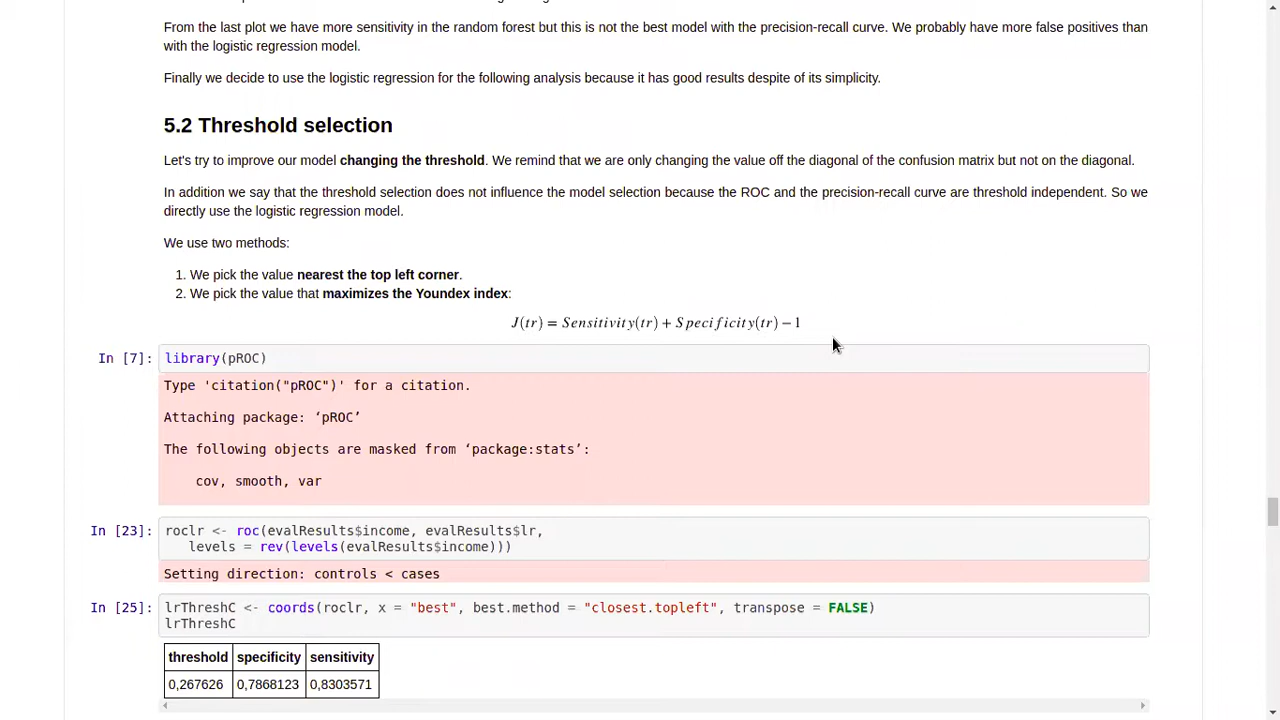 From the last plot we have more sensitivity in the random forest but this is not the best model with the precision-recall curve. We probably have more false positives than
with the logistic regression model.
Finally we decide to use the logistic regression for the following analysis because it has good results despite of its simplicity.
5.2 Threshold selection
Let's try to improve our model changing the threshold. We remind that we are only changing the value off the diagonal of the confusion matrix but not on the diagonal.
In addition we say that the threshold selection does not influence the model selection because the ROC and the precision-recall curve are threshold independent. So we
directly use the logistic regression model.
We use two methods:
1. We pick the value nearest the top left corner.
2. We pick the value that maximizes the Youndex index:
J(tr) = Sensitivity(tr) + Specificity(tr) − 1
In [7]: library(pROC)
Type 'citation("pROC")' for a citation.
Attaching package: ‘pROC’
The following objects are masked from ‘package:stats’:
cov, smooth, var
In [23]: roclr <- roc(evalResults$income, evalResults$lr,
levels = rev(levels(evalResults$income)))
Setting direction: controls < cases
In [25]: lrThreshC <- coords(roclr, x = "best", best.method = "closest.topleft", transpose = FALSE)
lrThreshC
threshold specificity sensitivity
0,267626 0,7868123 0,8303571